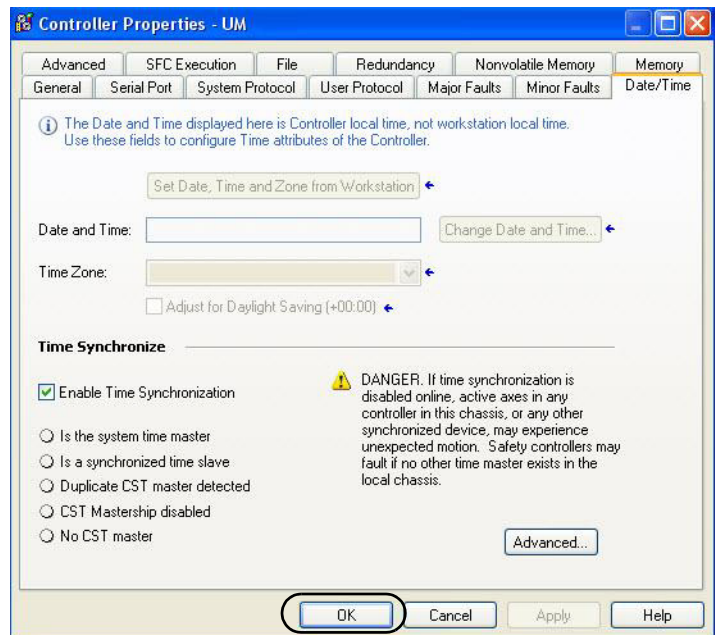 Controller Properties - UM
Advanced SFC Execution File Redundancy Nonvolatile Memory Memory
General Serial Port System Protocol User Protocol Major Faults Minor Faults Date/Time
The Date and Time displayed here is Controller local time, not workstation local time.
Use these fields to configure Time attributes of the Controller.
Set Date, Time and Zone from Workstation
Date and Time:
Change Date and Time...
Time Zone:
Adjust for Daylight Saving (+00:00)
Time Synchronize
Enable Time Synchronization
Is the system time master
Is a synchronized time slave
Duplicate CST master detected
CST Mastership disabled
No CST master
DANGER. If time synchronization is
disabled online, active axes in any
controller in this chassis, or any other
synchronized device, may experience
unexpected motion. Safety controllers may
fault if no other time master exists in the
local chassis.
Advanced...
OK Cancel Apply Help